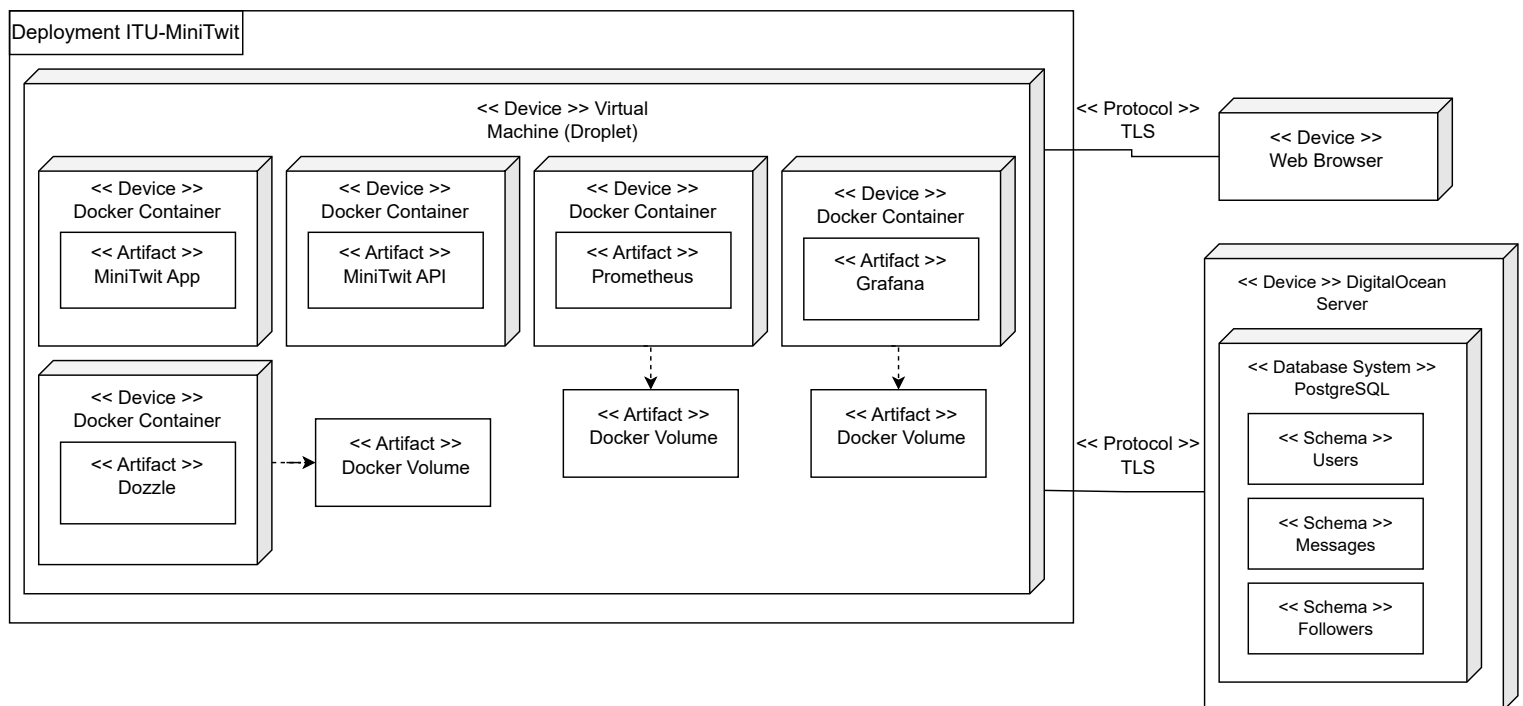 Deployment ITU-MiniTwit
<< Device >> Virtual
Machine (Droplet)
<< Device >>
Docker Container
<< Artifact >>
MiniTwit App
<< Device >>
Docker Container
<< Artifact >>
MiniTwit API
<< Device >>
Docker Container
<< Artifact >>
Prometheus
<< Device >>
Docker Container
<< Artifact >>
Grafana
<< Device >>
Docker Container
<< Artifact >>
Dozzle
<< Artifact >>
Docker Volume
<< Artifact >>
Docker Volume
<< Artifact >>
Docker Volume
<< Protocol >>
TLS
<< Device >>
Web Browser
<< Protocol >>
TLS
<< Device >> DigitalOcean
Server
<< Database System >>
PostgreSQL
<< Schema >>
Users
<< Schema >>
Messages
<< Schema >>
Followers